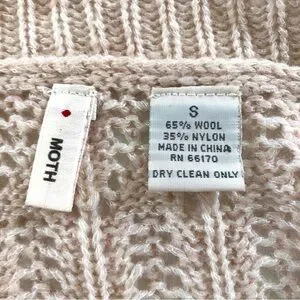 MOTH
S
65% WOOL
35% NYLON
MADE IN CHINA
RN 66170
DRY CLEAN ONLY